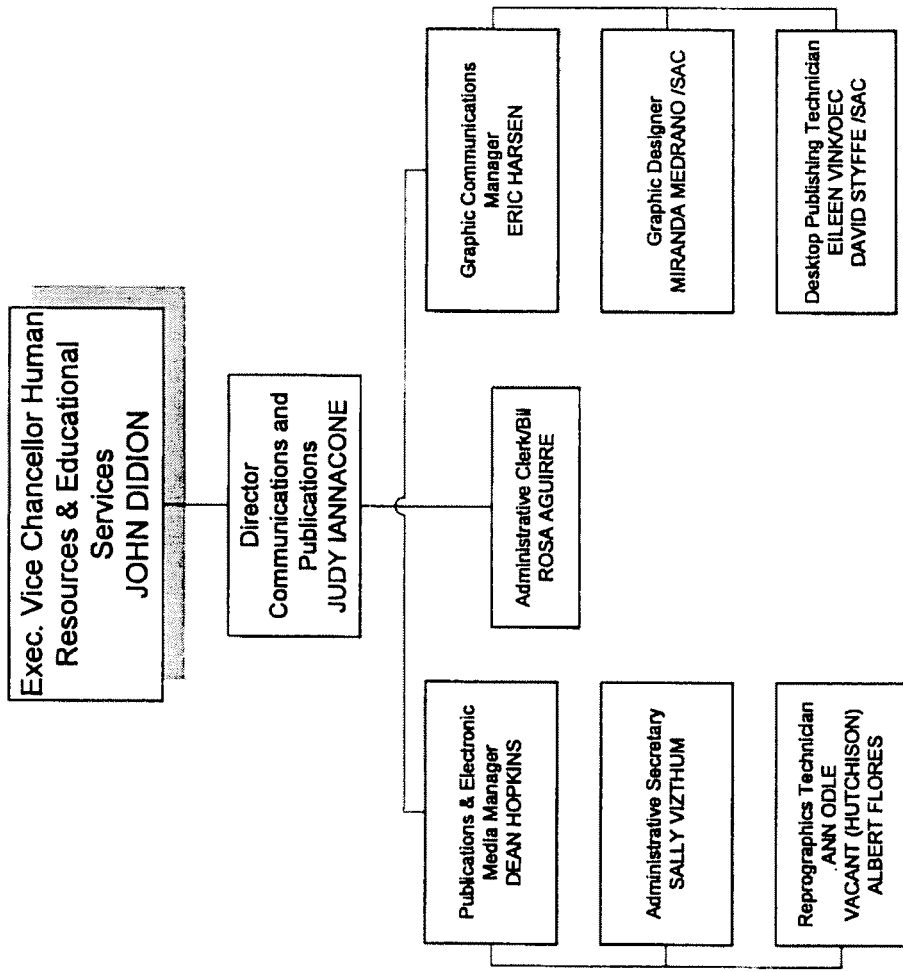 Exec. Vice Chancellor Human
Resources & Educational
Services
JOHN DIDION
Director
Communications and
Publications
JUDY IANNACONE
Publications & Electronic
Media Manager
DEAN HOPKINS
Administrative Secretary
SALLY VIZTHUM
Reprographics Technician
ANN ODLE
VACANT (HUTCHISON)
ALBERT FLORES
Administrative Clerk/Bil
ROSA AGUIRRE
Graphic Communications
Manager
ERIC HARSEN
Graphic Designer
MIRANDA MEDRANO /SAC
Desktop Publishing Technician
EILEEN VINK/OEC
DAVID STYFFE /SAC